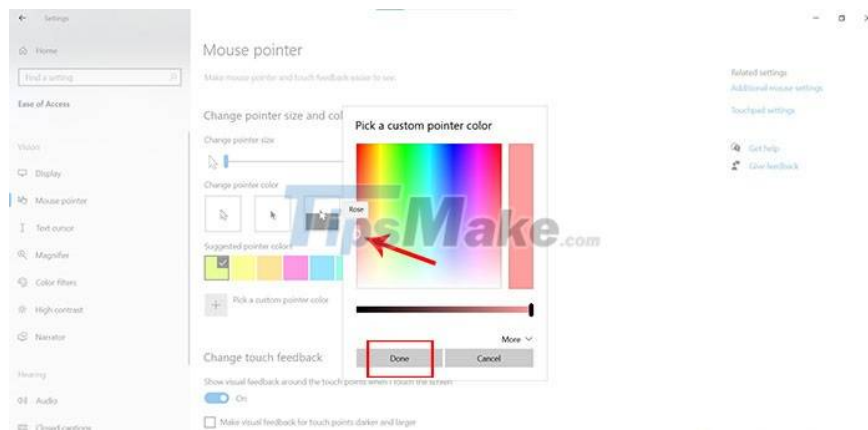 Settings
Home
Mouse pointer
Find a setting
Make mouse pointer and touch feedback easier to see.
Related settings
Additional mouse settings
Ease of Access
Touchpad settings
Change pointer size and col
Pick a custom pointer color
Vision
Change pointer size
Get help
Give feedback
Display
Mouse pointer
Change pointer color
Text cursor
Rose
TipsMake.com
Magnifier
Suggested pointer colors
Color filters
High contrast
Pick a custom pointer color
Narrator
More
Done
Cancel
Change touch feedback
Hearing
Show visual feedback around the touch points when I touch the screen
On
Audio
Make visual feedback for touch points darker and larger
Closed captions